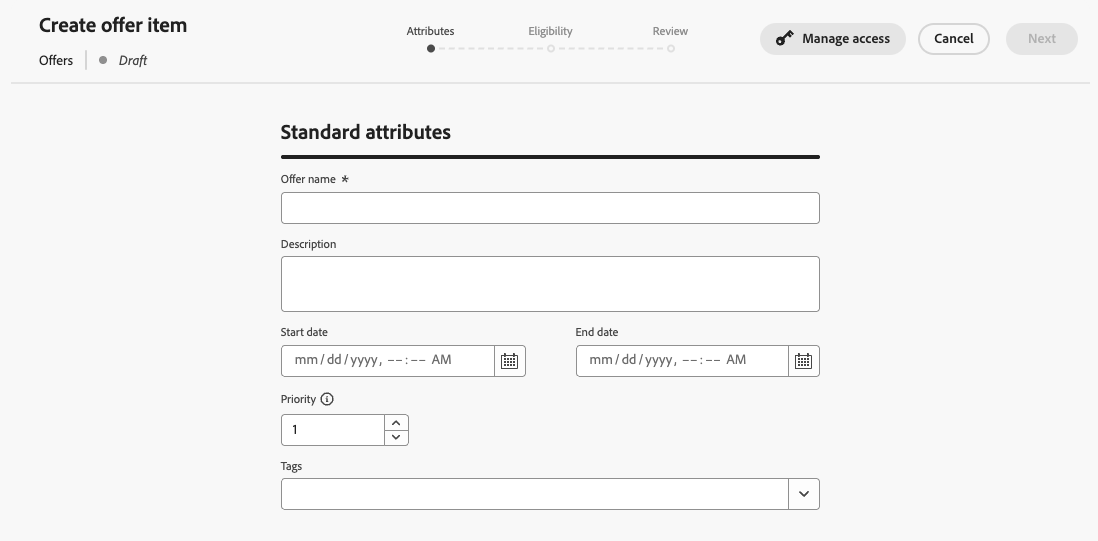 Create offer item
Attributes Eligibility Review
Manage access Cancel Next
Offers Draft
Standard attributes
Offer name *
Description
Start date End date
mm/dd/yyyy, --:-- AM mm/dd/yyyy, --:-- AM
Priority
1
Tags